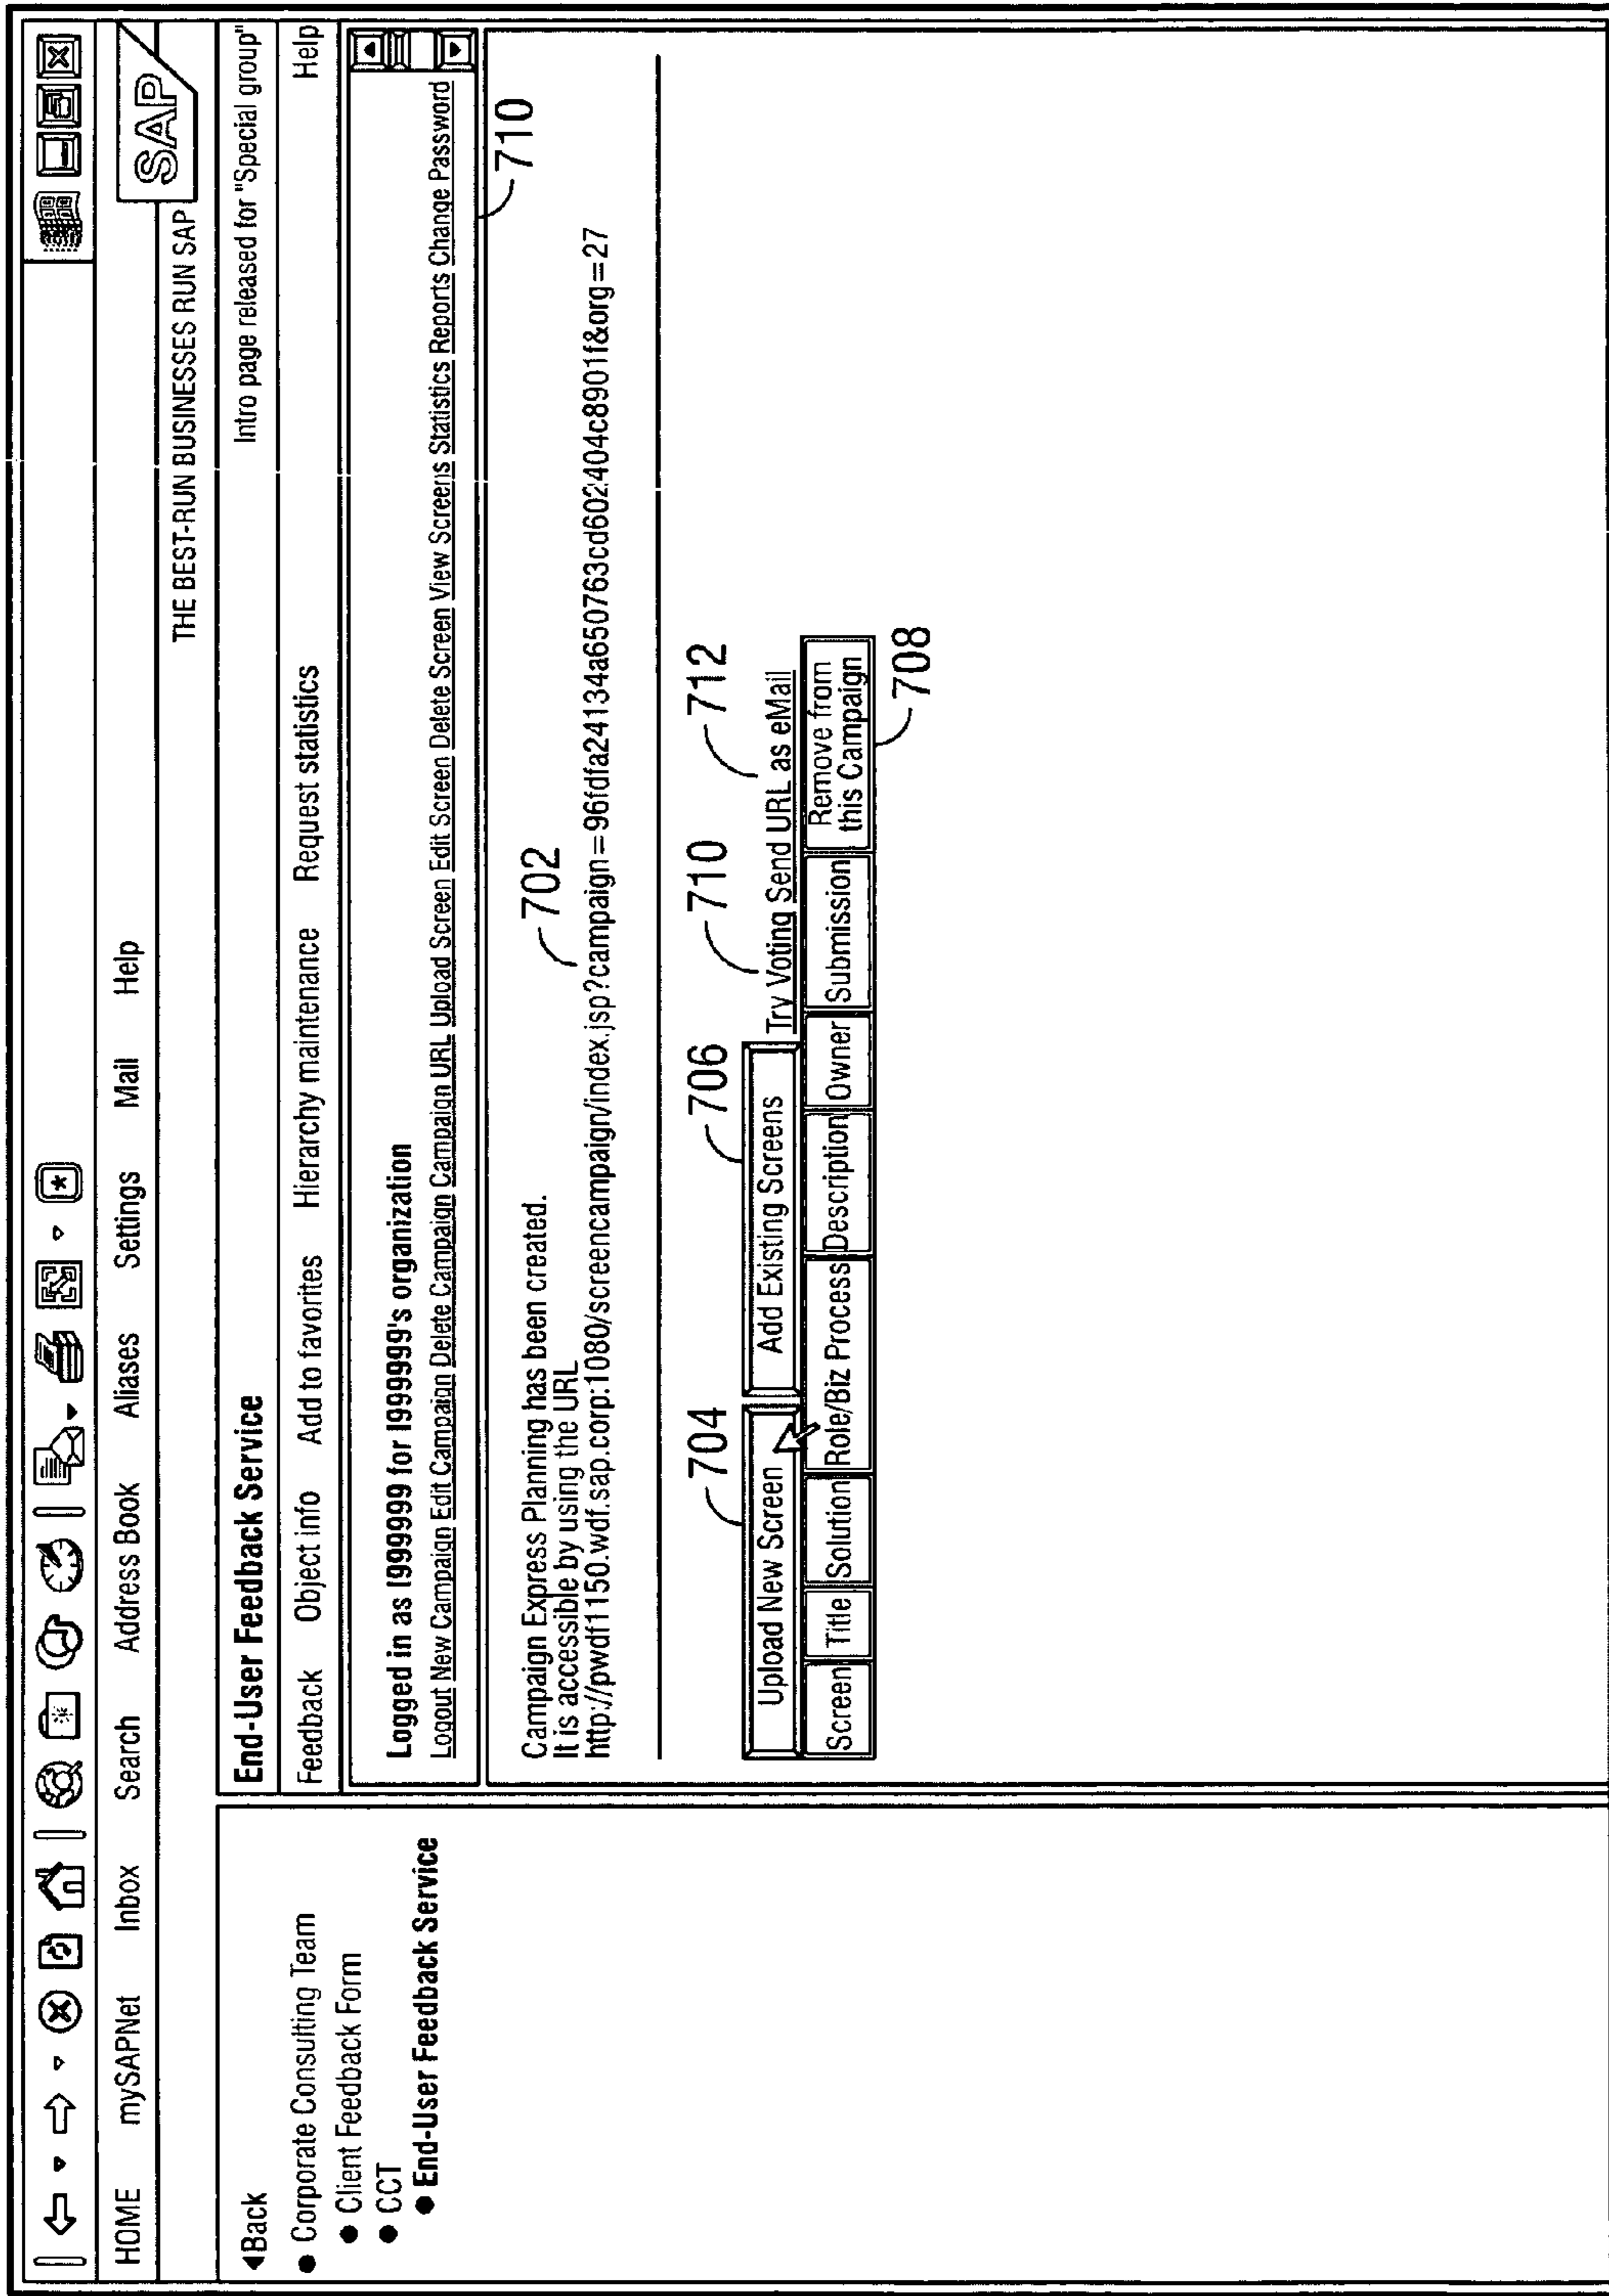 HOME mySAPNet Inbox Search Address Book Aliases Settings Mail Help
SAP
THE BEST-RUN BUSINESSES RUN SAP
Back
Corporate Consulting Team
Client Feedback Form
CCT
End-User Feedback Service
End-User Feedback Service Intro page released for "Special group"
Feedback Object info Add to favorites Hierarchy maintenance Request statistics Help
Logged in as I999999 for I999999's organization
Logout New Campaign Edit Campaign Delete Campaign Campaign URL Upload Screen Edit Screen Delete Screen View Screens Statistics Reports Change Password
710
Campaign Express Planning has been created.
702
It is accessible by using the URL
http://pwdf1150.wdf.sap.corp:1080/screencampaign/index.jsp?campaign=96fdfa24134a650763cd602404c8901f&org=27
704 706 710 712
Upload New Screen Add Existing Screens Try Voting Send URL as eMail
Screen Title Solution Role/Biz Process Description Owner Submission Remove from
this Campaign
708